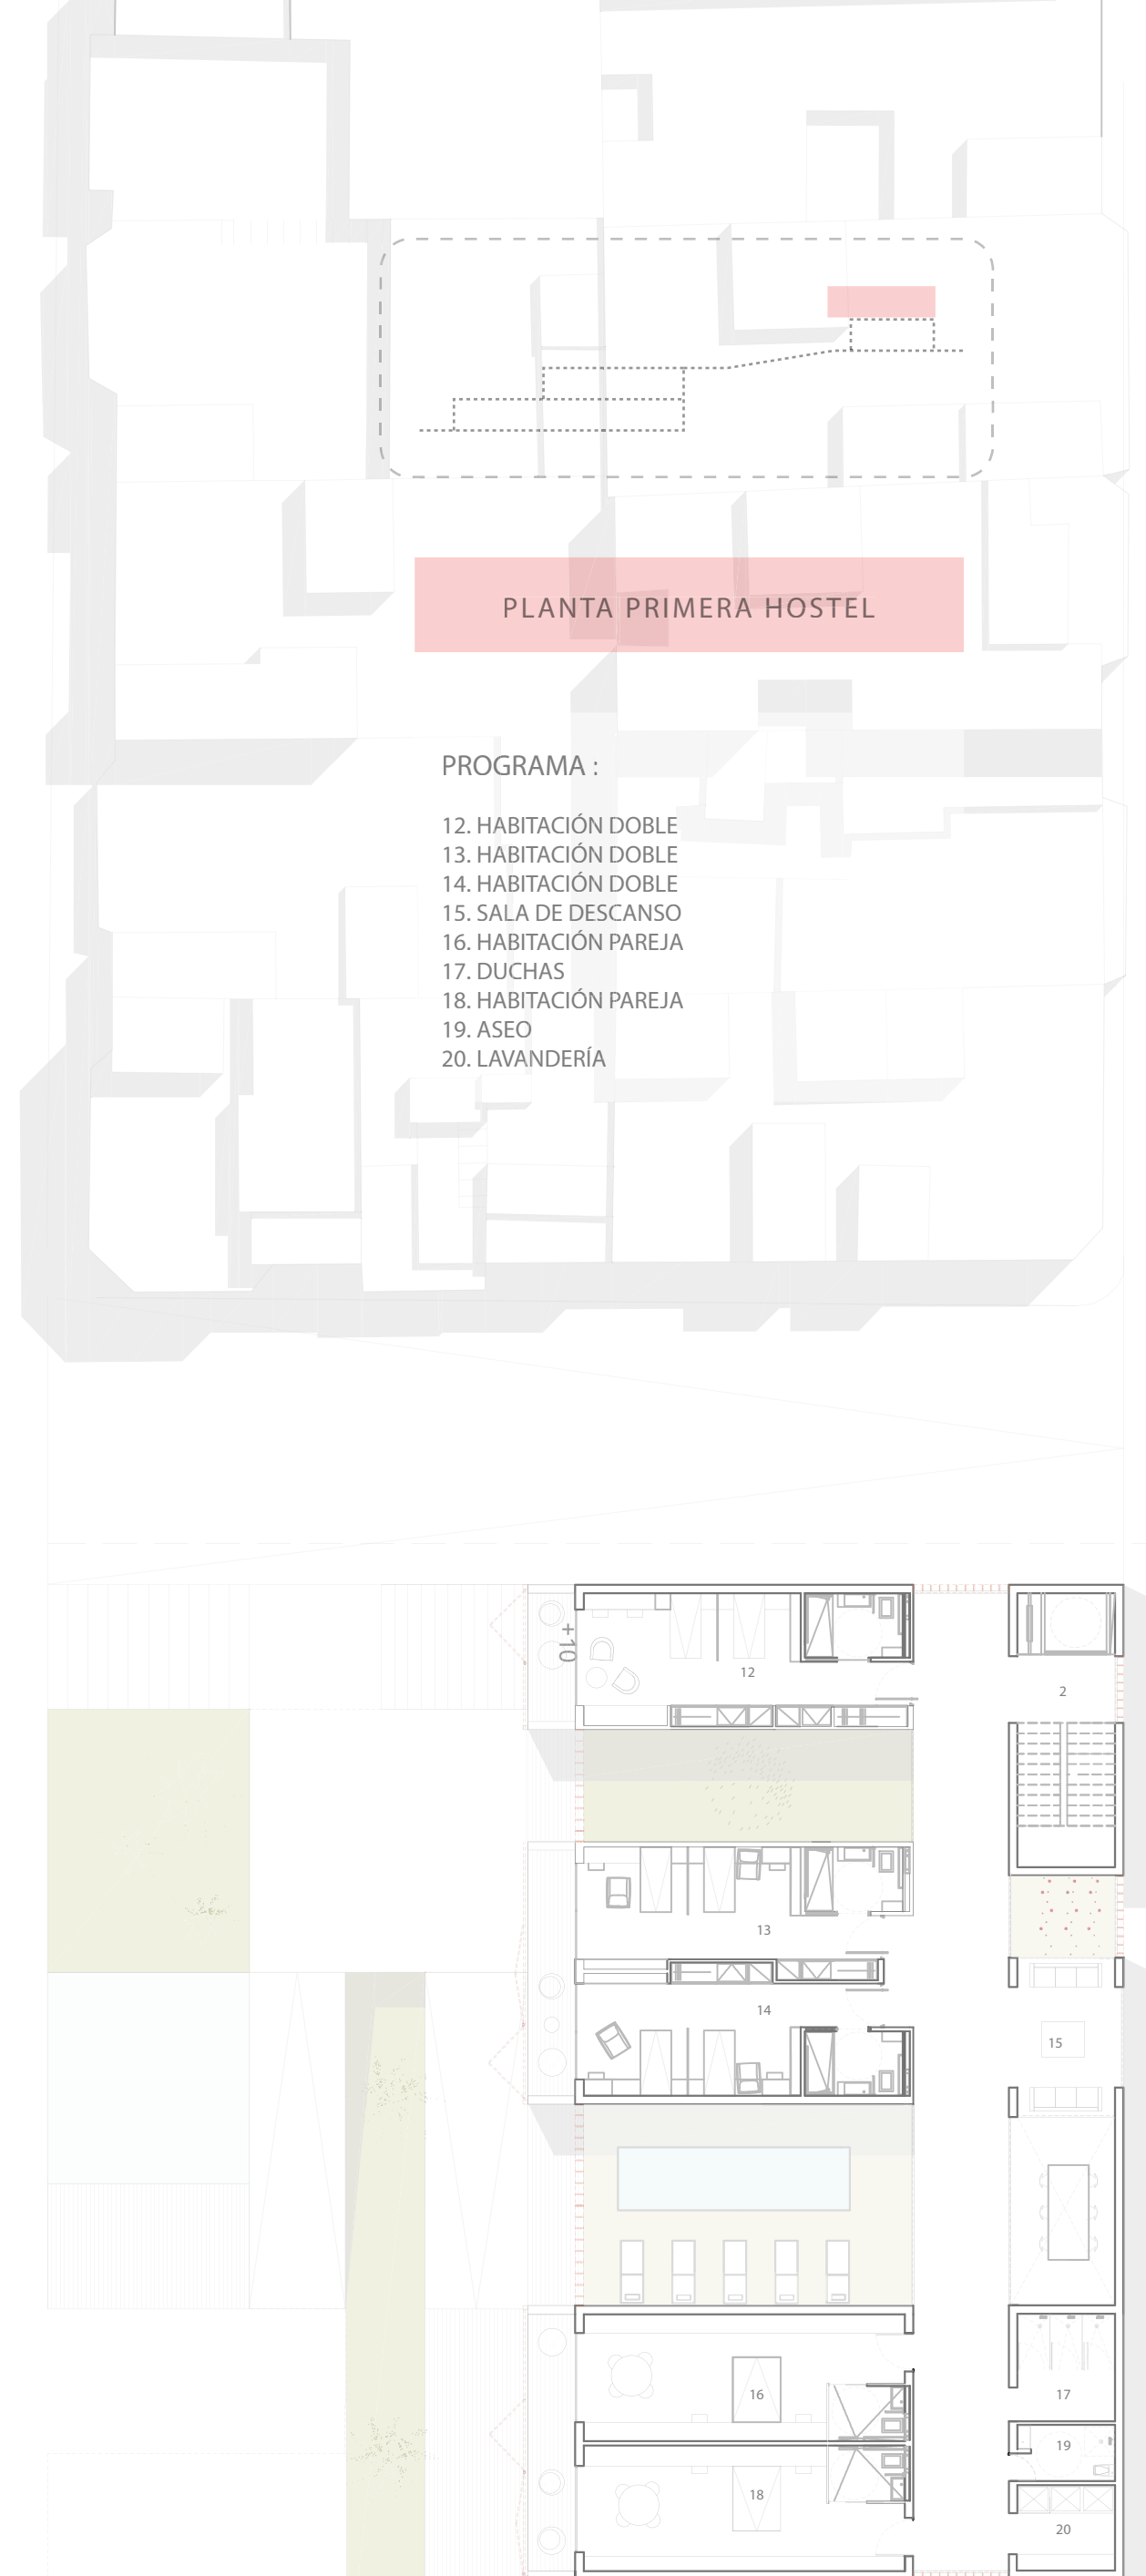 PLANTA PRIMERA HOSTEL
PROGRAMA :
12. HABITACIÓN DOBLE
13. HABITACIÓN DOBLE
14. HABITACIÓN DOBLE
15. SALA DE DESCANSO
16. HABITACIÓN PAREJA
17. DUCHAS
18. HABITACIÓN PAREJA
19. ASEO
20. LAVANDERÍA
+10
12
2
13
14
15
16
17
19
18
20